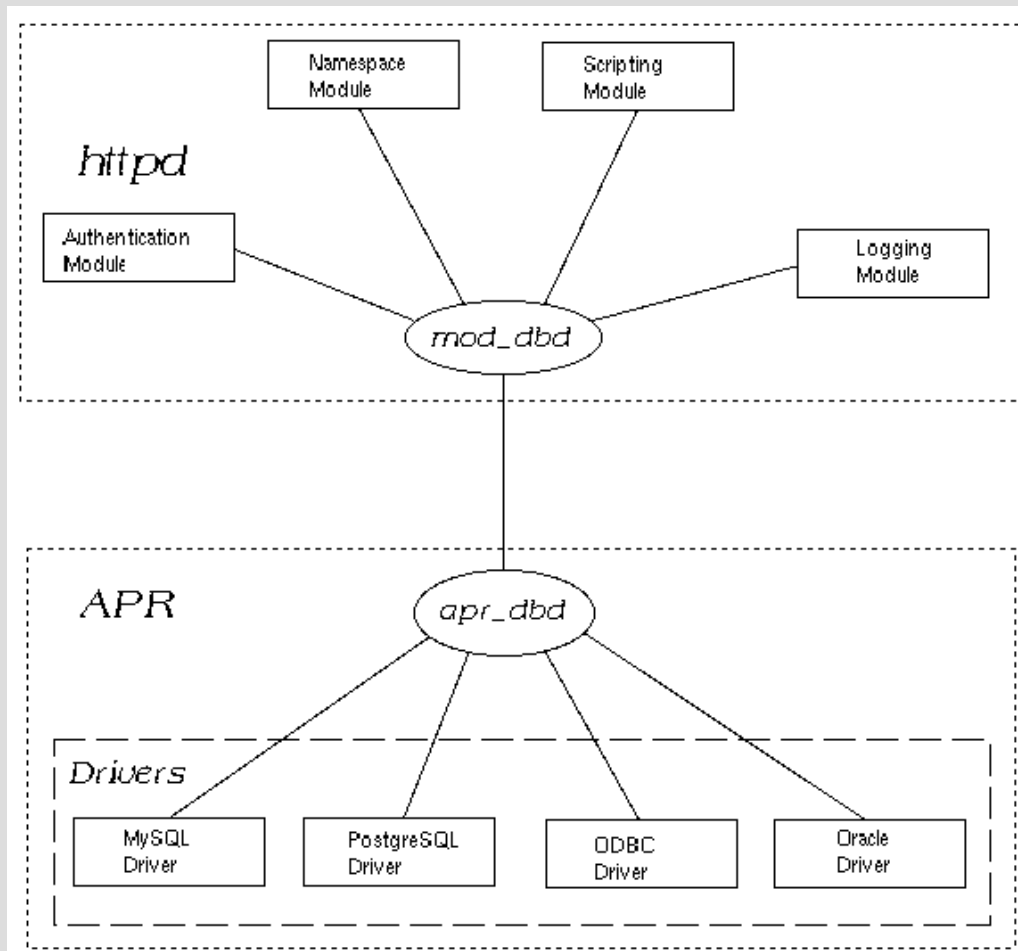 Namespace
Module
Scripting
Module
httpd
Authentication
Module
Logging
Module
mod_dbd
APR
apr_dbd
Drivers
MySQL
Driver
PostgreSQL
Driver
ODBC
Driver
Oracle
Driver